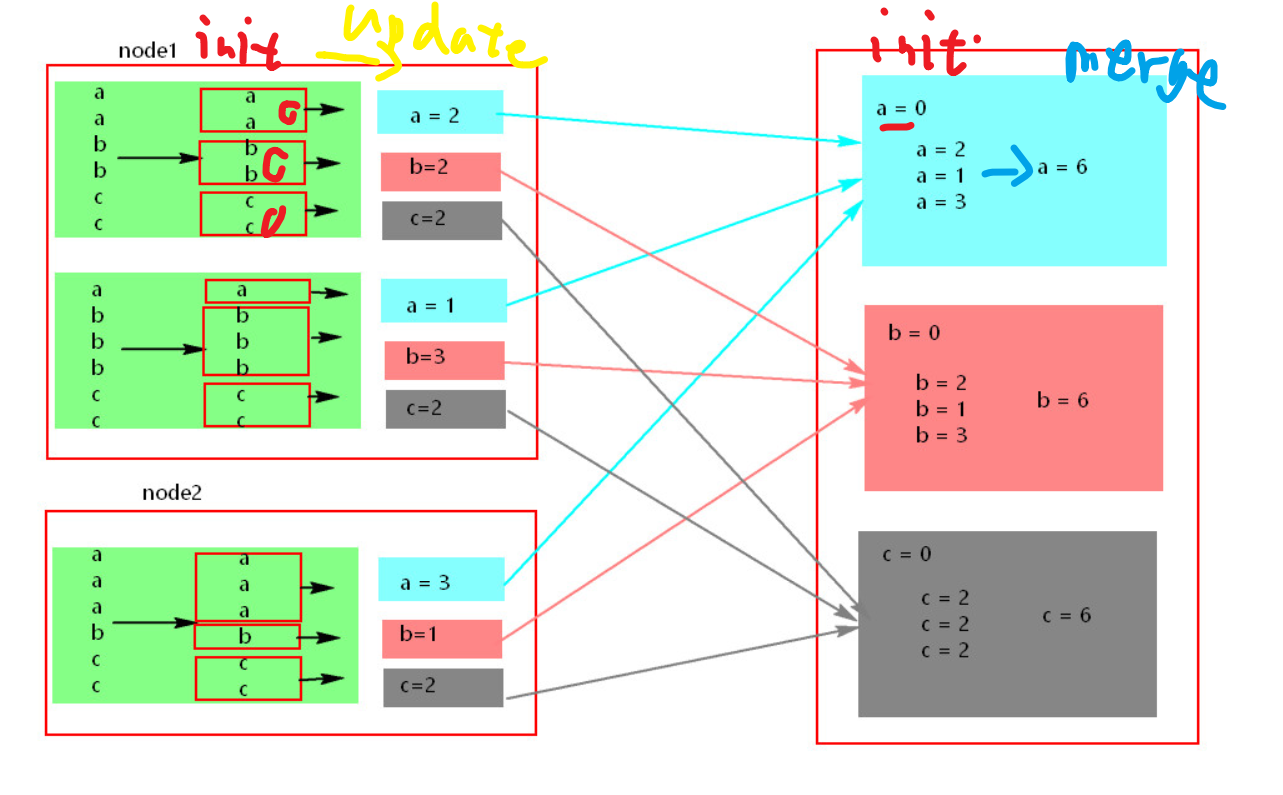 node1
init
update
a
a
b
b
c
c
a
a
b
b
c
c
0
0
0
a = 2
b=2
c=2
a
b
b
b
c
c
a
b
b
b
c
c
a = 1
b=3
c=2
node2
a
a
a
b
c
c
a
a
a
b
c
c
a = 3
b=1
c=2
init
merge
a = 0
a = 2
a = 1
a = 3
a = 6
b = 0
b = 2
b = 1
b = 3
b = 6
c = 0
c = 2
c = 2
c = 2
c = 6